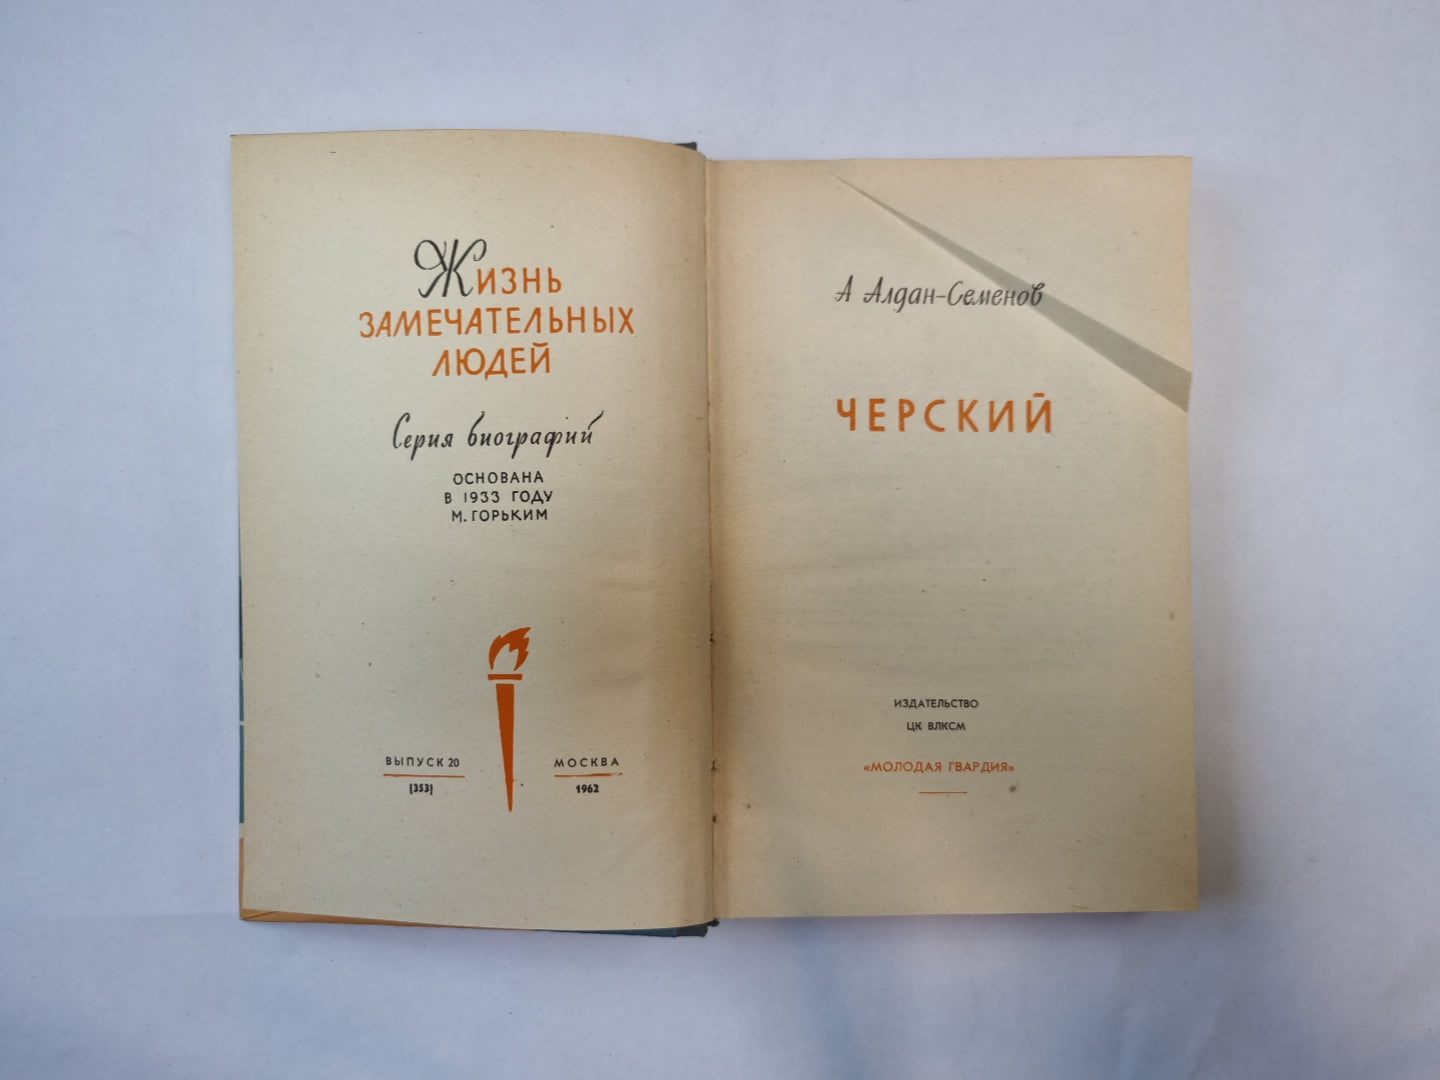 Жизнь
ЗАМЕЧАТЕЛЬНЫХ
ЛЮДЕЙ
Серия биографий
ОСНОВАНА
В 1933 ГОДУ
М. ГОРЬКИМ
ВЫПУСК 20
(353)
МОСКВА
1962
А Алдан-Семенов
ЧЕРСКИЙ
ИЗДАТЕЛЬСТВО
ЦК ВЛКСМ
«МОЛОДАЯ ГВАРДИЯ»